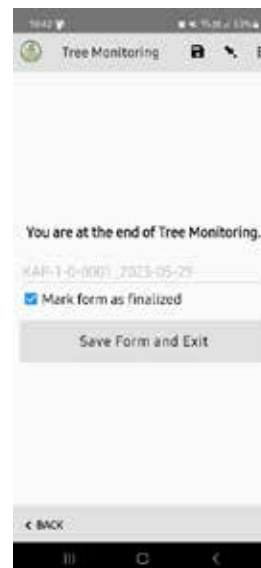 Tree Monitoring
You are at the end of Tree Monitoring.
KAP-1-0-0001_2023-05-29
Mark form as finalized
Save Form and Exit
< BACK